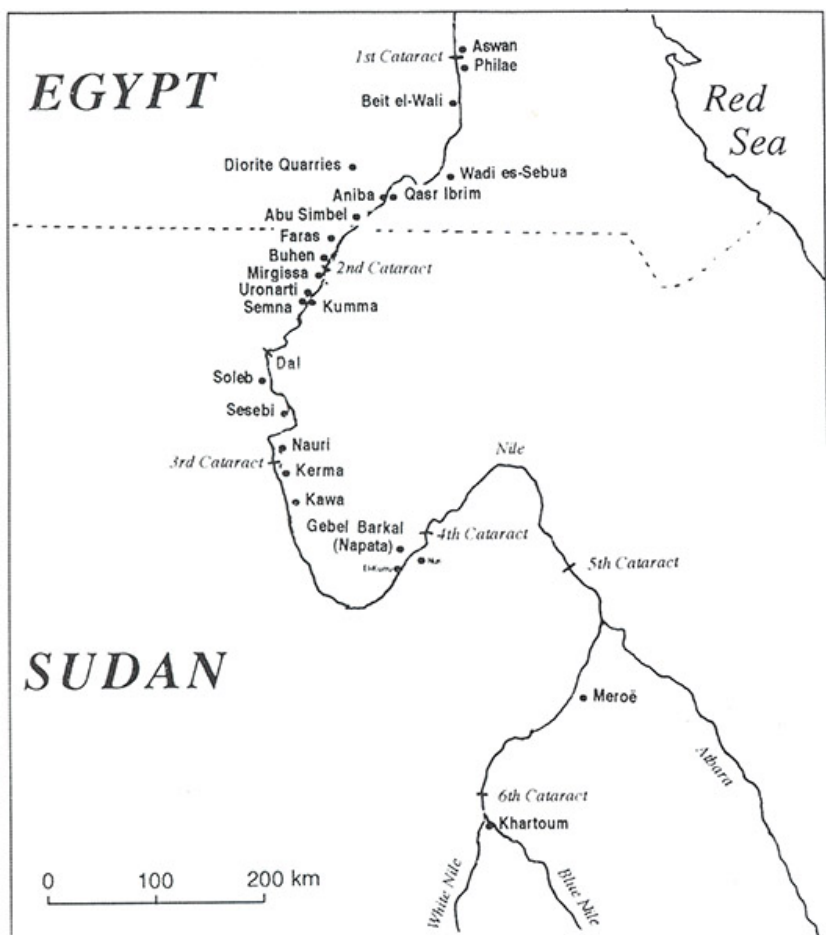 Aswan
1st Cataract
Philae
EGYPT
Red
Sea
Beit el-Wali
Diorite Quarries
Wadi es-Sebua
Aniba
Qasr Ibrim
Abu Simbel
Faras
Buhen
2nd Cataract
Mirgissa
Uronarti
Semna
Kumma
Dal
Soleb
Sesebi
Nauri
Nile
3rd Cataract
Kerma
Kawa
Gebel Barkal
(Napata)
4th Cataract
El-Kurru
Nuri
5th Cataract
SUDAN
Meroë
Atbara
6th Cataract
Khartoum
White Nile
Blue Nile
0 100 200 km